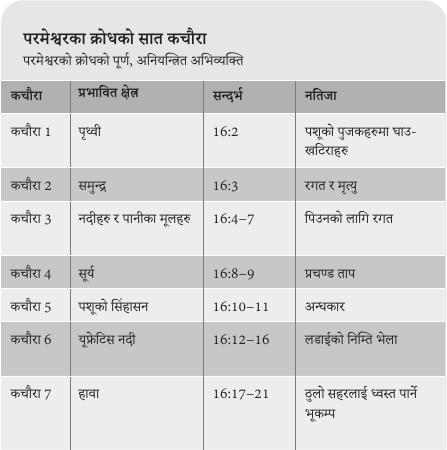 परमेश्वरका क्रोधको सात कचौरा
परमेश्वरको क्रोधको पूर्ण, अनियन्त्रित अभिव्यक्ति
कचौरा प्रभावित क्षेत्र सन्दर्भ नतिजा
कचौरा 1 पृथ्वी 16:2 पशूको पुजकहरुमा घाउ-
खटिराहरु
कचौरा 2 समुन्द्र 16:3 रगत र मृत्यु
कचौरा 3 नदीहरु र पानीका मूलहरु 16:4–7 पिउनको लागि रगत
कचौरा 4 सूर्य 16:8–9 प्रचण्ड ताप
कचौरा 5 पशूको सिंहासन 16:10–11 अन्धकार
कचौरा 6 यूफ्रेटिस नदी 16:12–16 लडाईको निम्ति भेला
कचौरा 7 हावा 16:17–21 ठुलो सहरलाई ध्वस्त पार्ने
भूकम्प